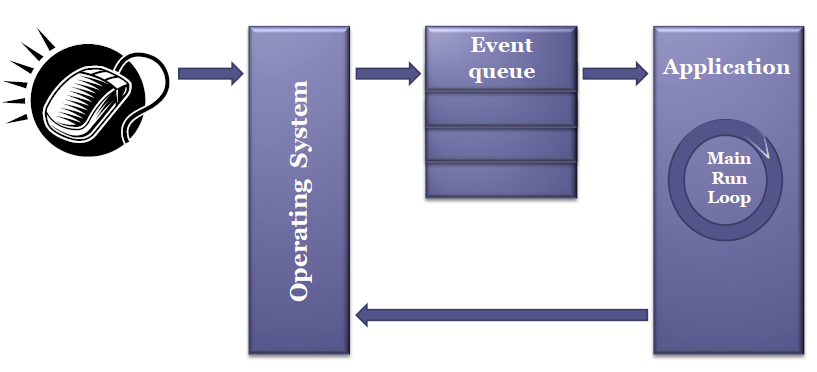 Operating System
Event
queue
Application
Main
Run
Loop